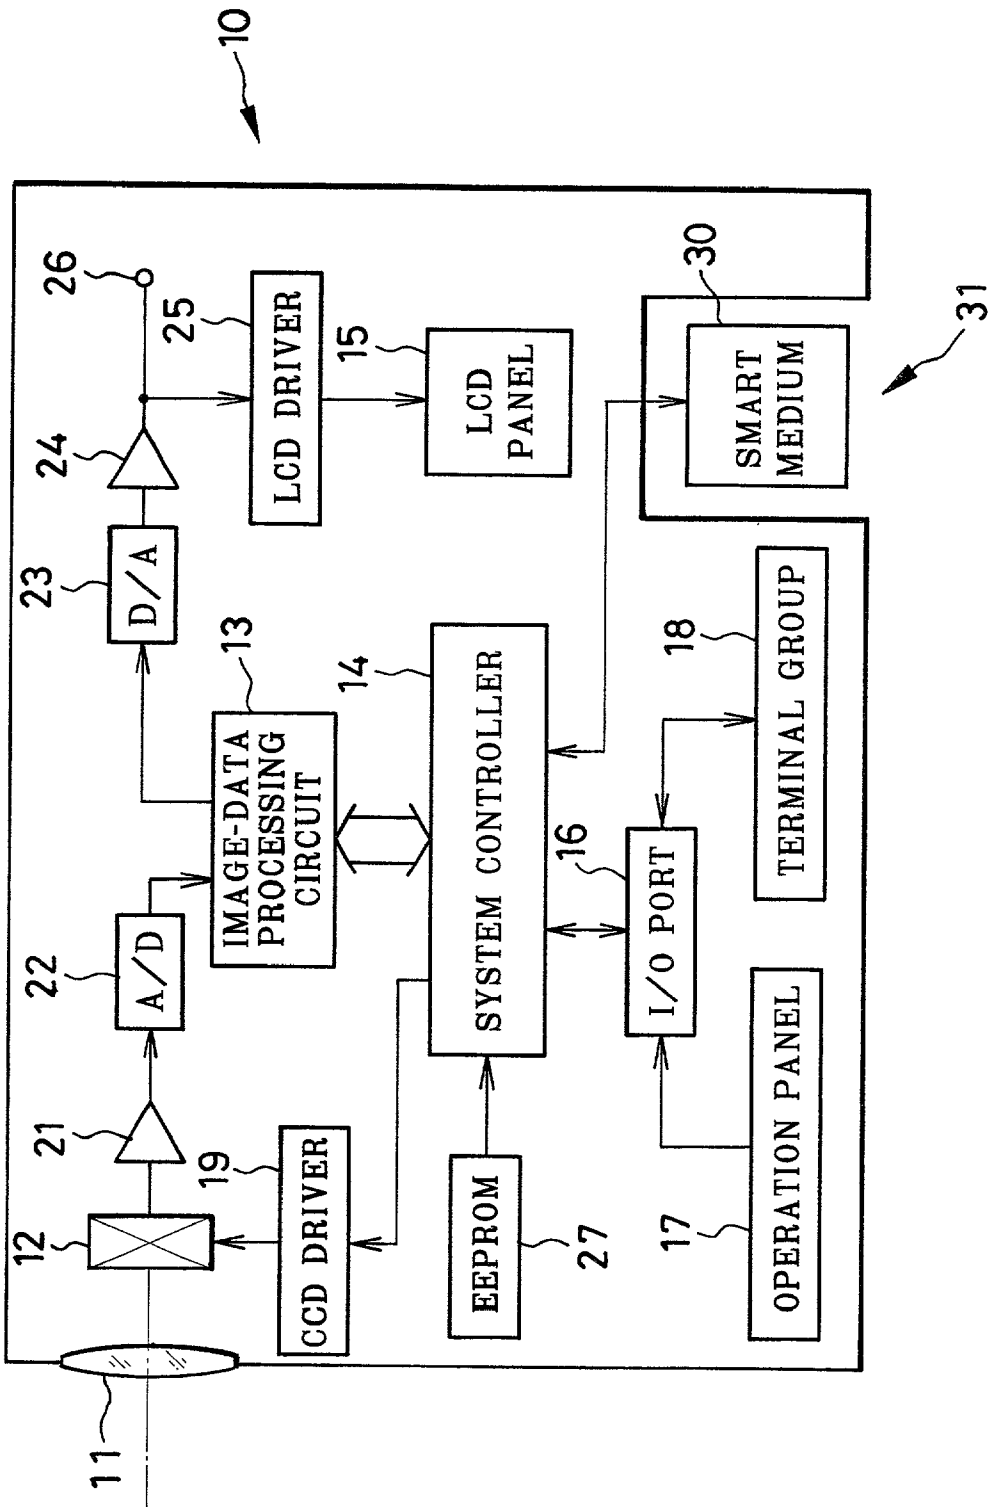 10
26
24
23
D/A
25
LCD DRIVER
15
LCD
PANEL
30
SMART
MEDIUM
31
13
IMAGE-DATA
PROCESSING
CIRCUIT
14
SYSTEM CONTROLLER
22
A/D
21
12
11
19
CCD DRIVER
EEPROM
27
16
I/O PORT
18
TERMINAL GROUP
17
OPERATION PANEL